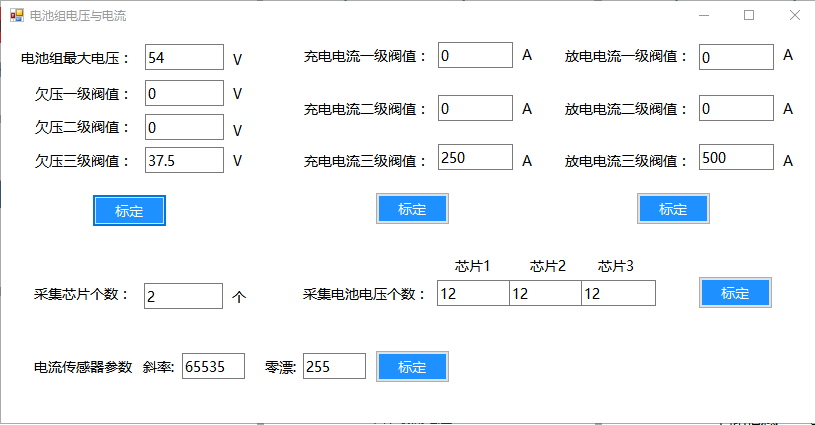 电池组电压与电流
电池组最大电压： 54 V 充电电流一级阀值： 0 A 放电电流一级阀值： 0 A
欠压一级阀值： 0 V
欠压二级阀值： 0 V 充电电流二级阀值： 0 A 放电电流二级阀值： 0 A
欠压三级阀值： 37.5 V 充电电流三级阀值： 250 A 放电电流三级阀值： 500 A
标定 标定 标定
芯片1 芯片2 芯片3
采集芯片个数： 2 个 采集电池电压个数： 12 12 12 标定
电流传感器参数 斜率: 65535 零漂: 255 标定